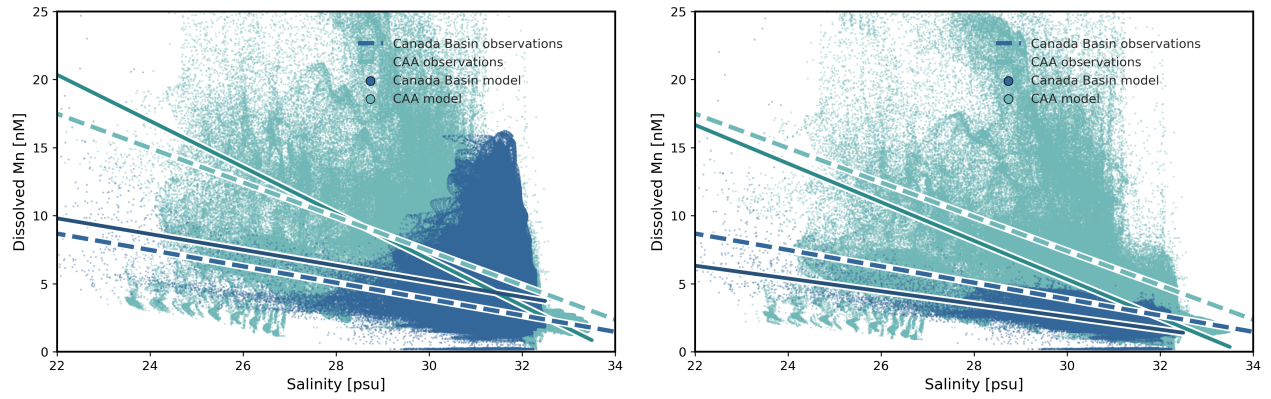 25
20
15
10
5
0
Dissolved Mn [nM]
22 24 26 28 30 32 34
Salinity [psu]
Canada Basin observations
CAA observations
Canada Basin model
CAA model
25
20
15
10
5
0
Dissolved Mn [nM]
22 24 26 28 30 32 34
Salinity [psu]
Canada Basin observations
CAA observations
Canada Basin model
CAA model